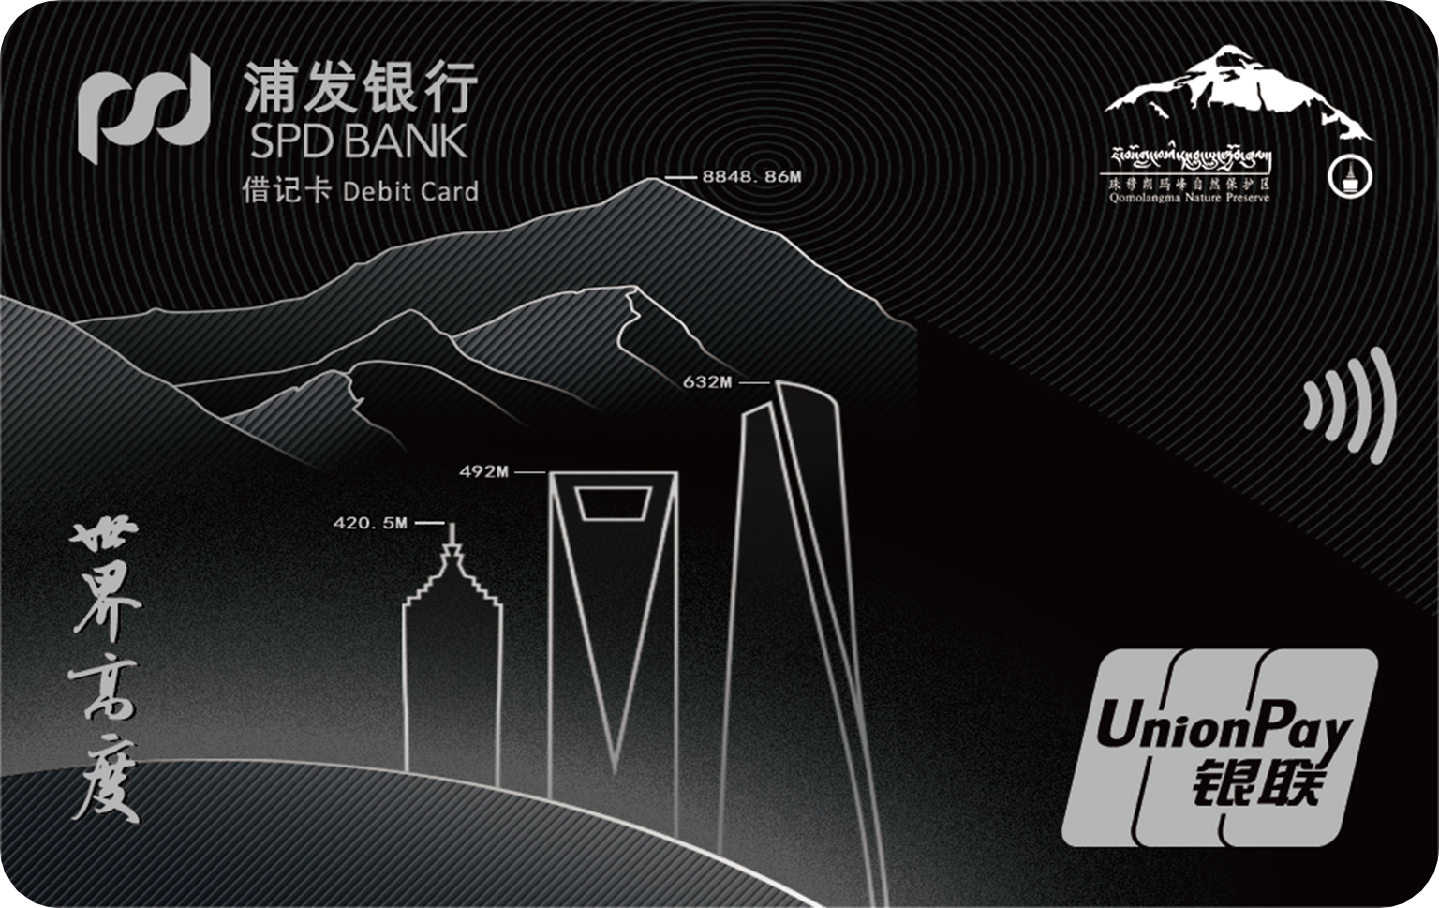 浦发银行
SPD BANK
借记卡 Debit Card
珠穆朗玛峰自然保护区
Qomolangma Nature Preserve
8848.86M
632M
492M
420.5M
世界高度
UnionPay
银联